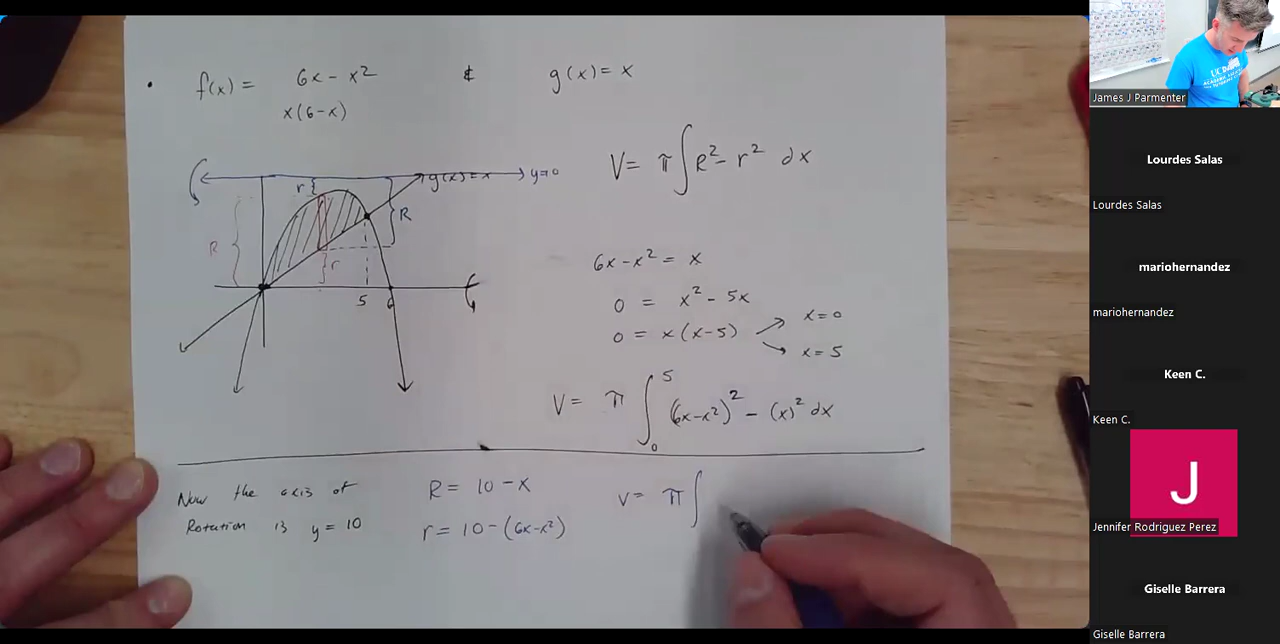 • f(x) = 6x - x² & g(x) = x
x(6-x)
V = π∫R² - r² dx
r
g(x) = x
y=0
R
R
r
5
6
6x - x² = x
0 = x² - 5x
0 = x(x-5)
x=0
x=5
V = π ∫₀⁵ (6x-x²)² - (x)² dx
Now the axis of
Rotation is y = 10
R = 10 - x
r = 10 - (6x-x²)
V = π∫
James J Parmenter
Lourdes Salas
Lourdes Salas
mariohernandez
mariohernandez
Keen C.
Keen C.
J
Jennifer Rodriguez Perez
Giselle Barrera
Giselle Barrera